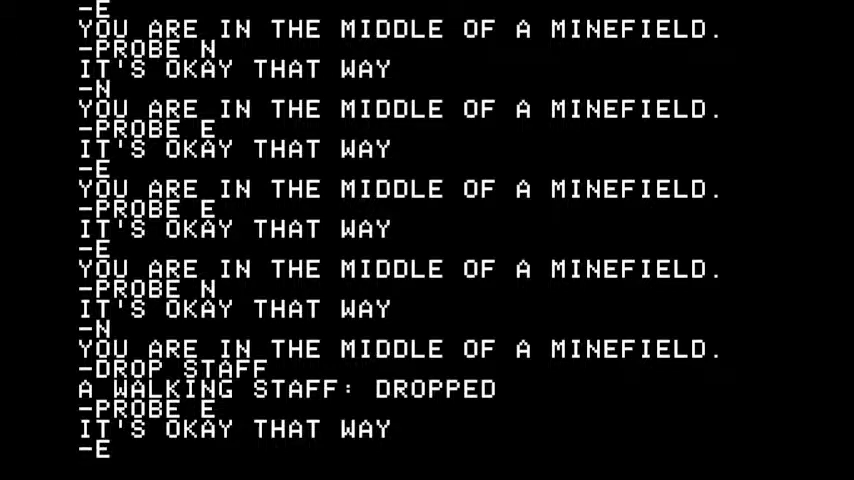 -E
YOU ARE IN THE MIDDLE OF A MINEFIELD.
-PROBE N
IT'S OKAY THAT WAY
-N
YOU ARE IN THE MIDDLE OF A MINEFIELD.
-PROBE E
IT'S OKAY THAT WAY
-E
YOU ARE IN THE MIDDLE OF A MINEFIELD.
-PROBE E
IT'S OKAY THAT WAY
-E
YOU ARE IN THE MIDDLE OF A MINEFIELD.
-PROBE N
IT'S OKAY THAT WAY
-N
YOU ARE IN THE MIDDLE OF A MINEFIELD.
-DROP STAFF
A WALKING STAFF: DROPPED
-PROBE E
IT'S OKAY THAT WAY
-E